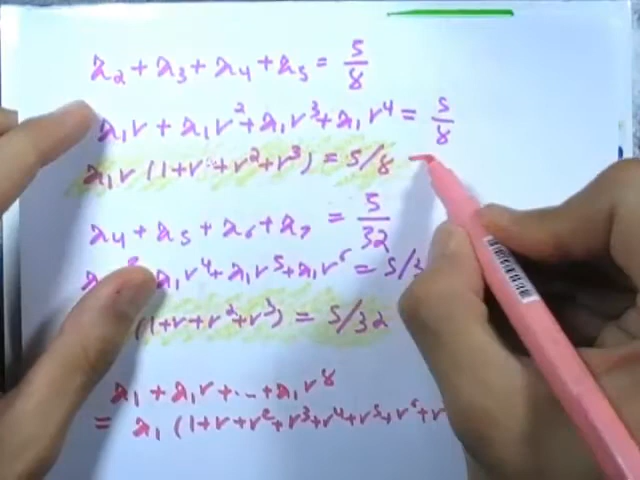 a₂ + a₃ + a₄ + a₅ = 5/8
a₁r + a₁r² + a₁r³ + a₁r⁴ = 5/8
a₁r (1+r+r²+r³) = 5/8
a₄ + a₅ + a₆ + a₇ = 5/32
a₁r⁴ + a₁r⁵ + a₁r⁶ = 5/3
(1+r+r²+r³) = 5/32
a₁ + a₁r + ... + a₁r⁸
= a₁ (1+r+r²+r³+r⁴+r⁵+r⁶+r